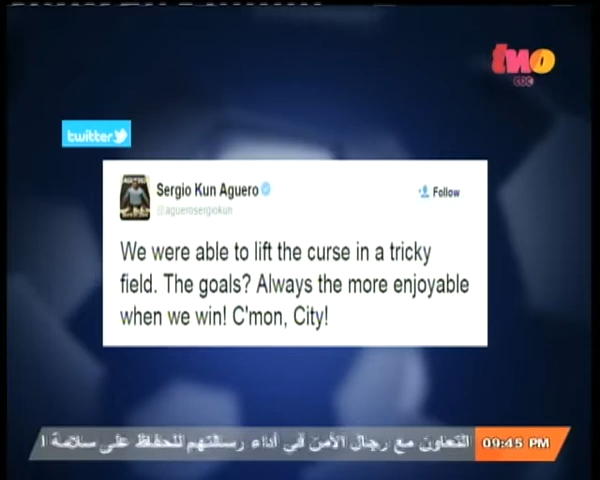 two
cbc
twitter
Sergio Kun Aguero
@aguerosergiokun
Follow
We were able to lift the curse in a tricky
field. The goals? Always the more enjoyable
when we win! C'mon, City!
التعاون مع رجال الأمن في أداء رسالتهم للحفاظ على سلامة ا
09:45 PM